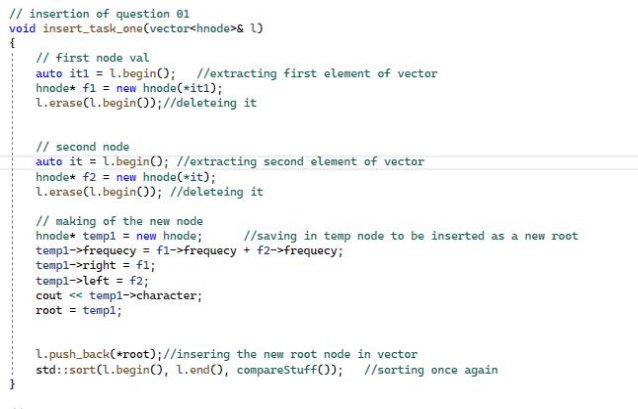 // insertion of question 01
void insert_task_one(vector<hnode>& l)
{
// first node val
auto it1 = l.begin();   //extracting first element of vector
hnode* f1 = new hnode(*it1);
l.erase(l.begin());//deleteing it
// second node
auto it = l.begin(); //extracting second element of vector
hnode* f2 = new hnode(*it);
l.erase(l.begin()); //deleteing it
// making of the new node
hnode* temp1 = new hnode;      //saving in temp node to be inserted as a new root
temp1->frequecy = f1->frequecy + f2->frequecy;
temp1->right = f1;
temp1->left = f2;
cout << temp1->character;
root = temp1;
l.push_back(*root);//insering the new root node in vector
std::sort(l.begin(), l.end(), compareStuff());   //sorting once again
}